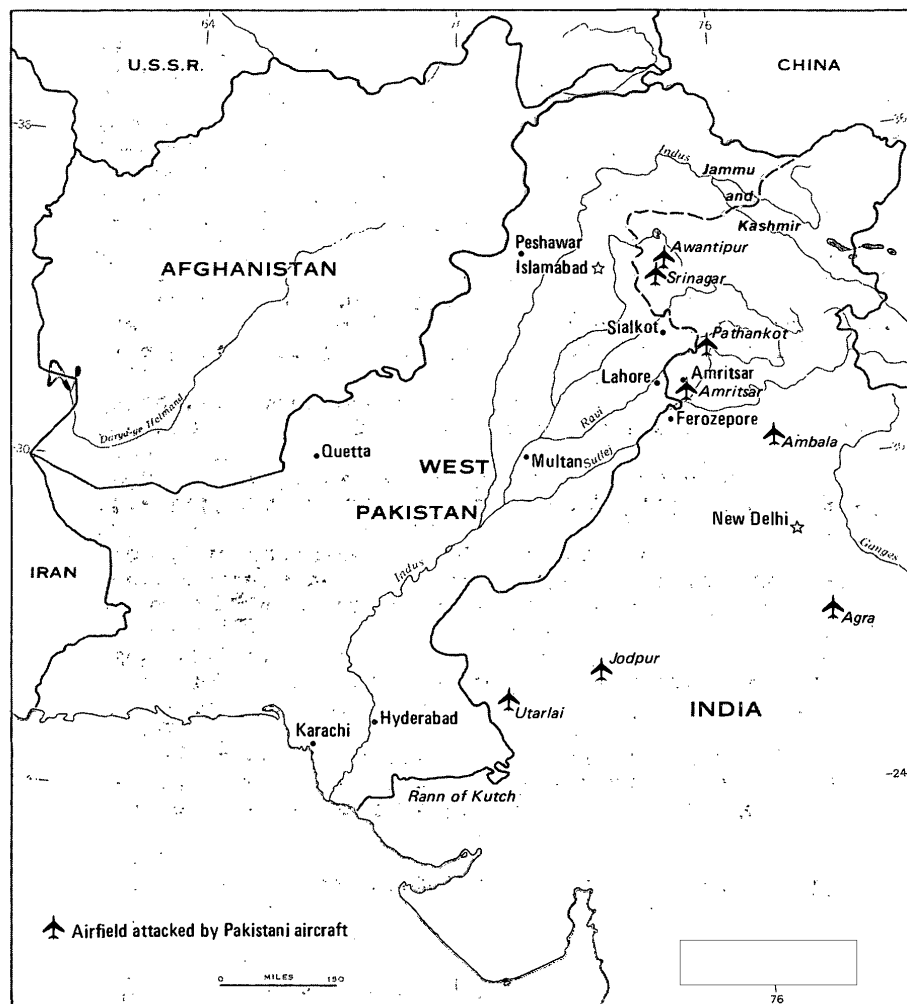 64
76
U.S.S.R.
CHINA
Indus
Jammu
and
Kashmir
Peshawar
Islamabad
Awantipur
Srinagar
AFGHANISTAN
Sialkot
Pathankot
Lahore
Amritsar
Amritsar
Ravi
Ferozepore
Ambala
Darya-ye Helmand
30
Quetta
WEST
PAKISTAN
Multan
Sutlej
New Delhi
Ganges
IRAN
Indus
Agra
Jodpur
Utarlai
INDiA
Karachi
Hyderabad
24
Rann of Kutch
Airfield attacked by Pakistani aircraft
0 MILES 150
76